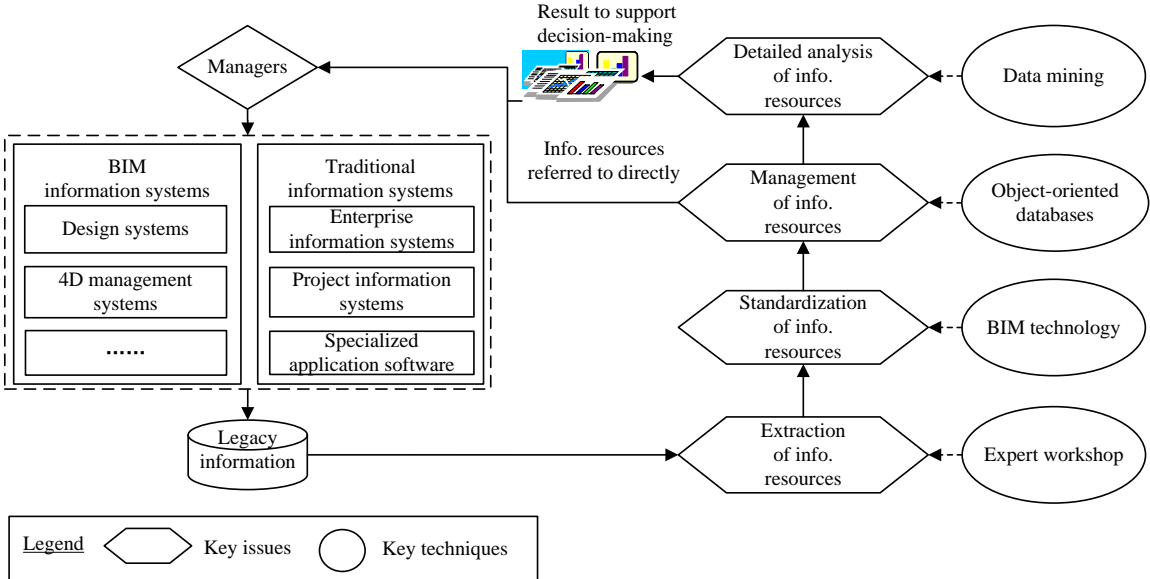 Result to support
decision-making
Managers
Detailed analysis
of info.
resources
Data mining
BIM
information systems
Design systems
4D management
systems
......
Traditional
information systems
Enterprise
information systems
Project information
systems
Specialized
application software
Info. resources
referred to directly
Management
of info.
resources
Object-oriented
databases
Standardization
of info.
resources
BIM technology
Legacy
information
Extraction
of info.
resources
Expert workshop
Legend
Key issues
Key techniques